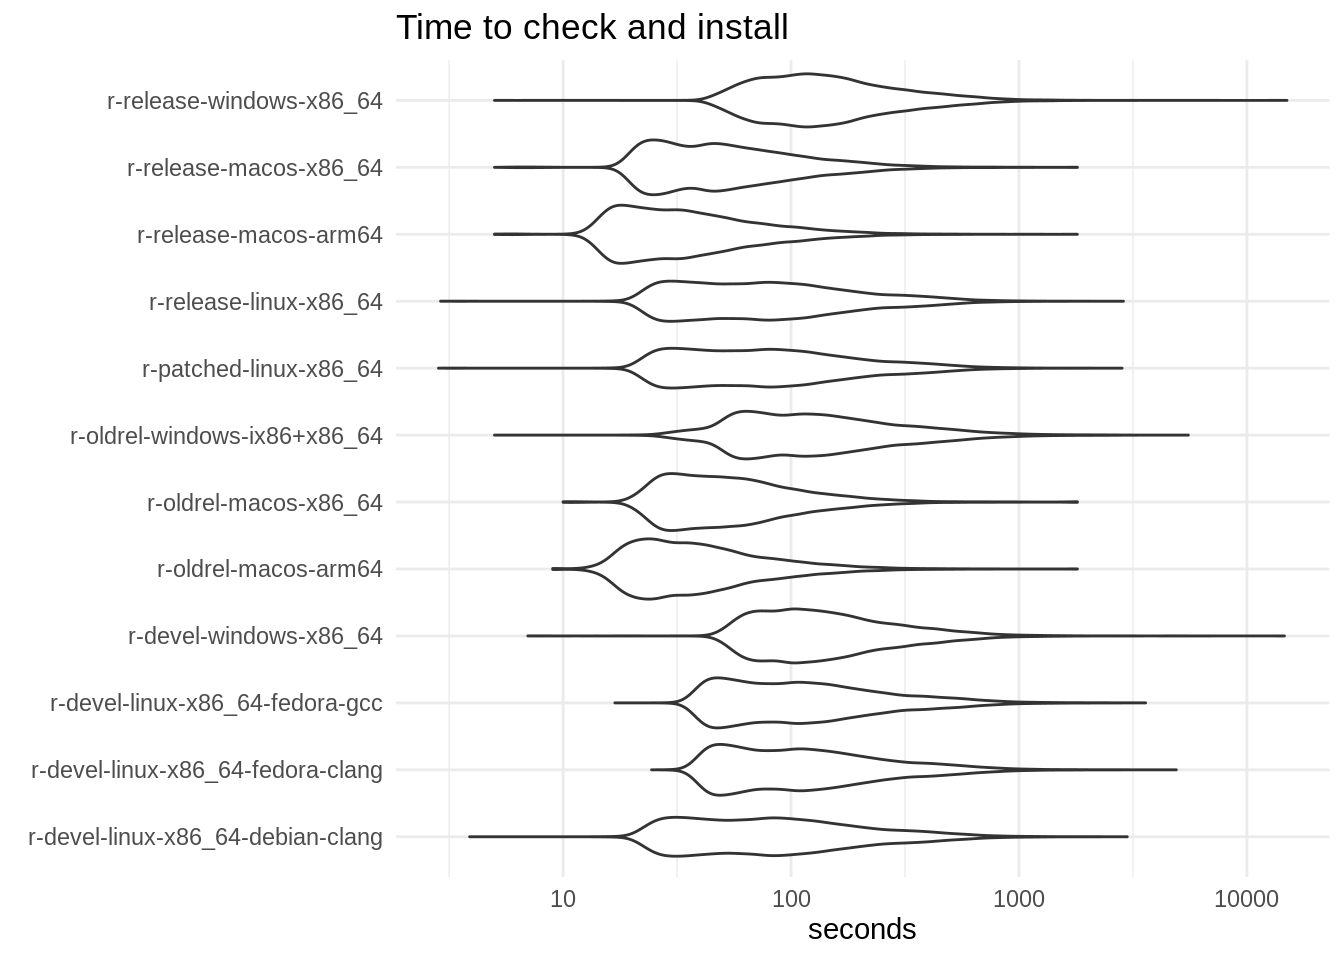 Time to check and install
r-release-windows-x86_64
r-release-macos-x86_64
r-release-macos-arm64
r-release-linux-x86_64
r-patched-linux-x86_64
r-oldrel-windows-ix86+x86_64
r-oldrel-macos-x86_64
r-oldrel-macos-arm64
r-devel-windows-x86_64
r-devel-linux-x86_64-fedora-gcc
r-devel-linux-x86_64-fedora-clang
r-devel-linux-x86_64-debian-clang
10 100 1000 10000
seconds